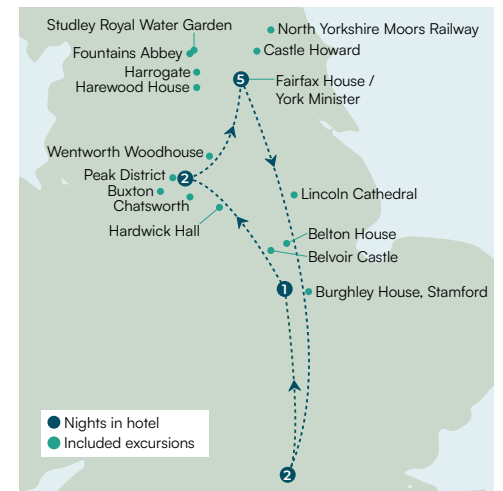 Studley Royal Water Garden
North Yorkshire Moors Railway
Fountains Abbey
Castle Howard
Harrogate
Harewood House
5
Fairfax House /
York Minister
Wentworth Woodhouse
Peak District
2
Buxton
Chatsworth
Lincoln Cathedral
Hardwick Hall
Belton House
Belvoir Castle
1
Burghley House, Stamford
Nights in hotel
Included excursions
2